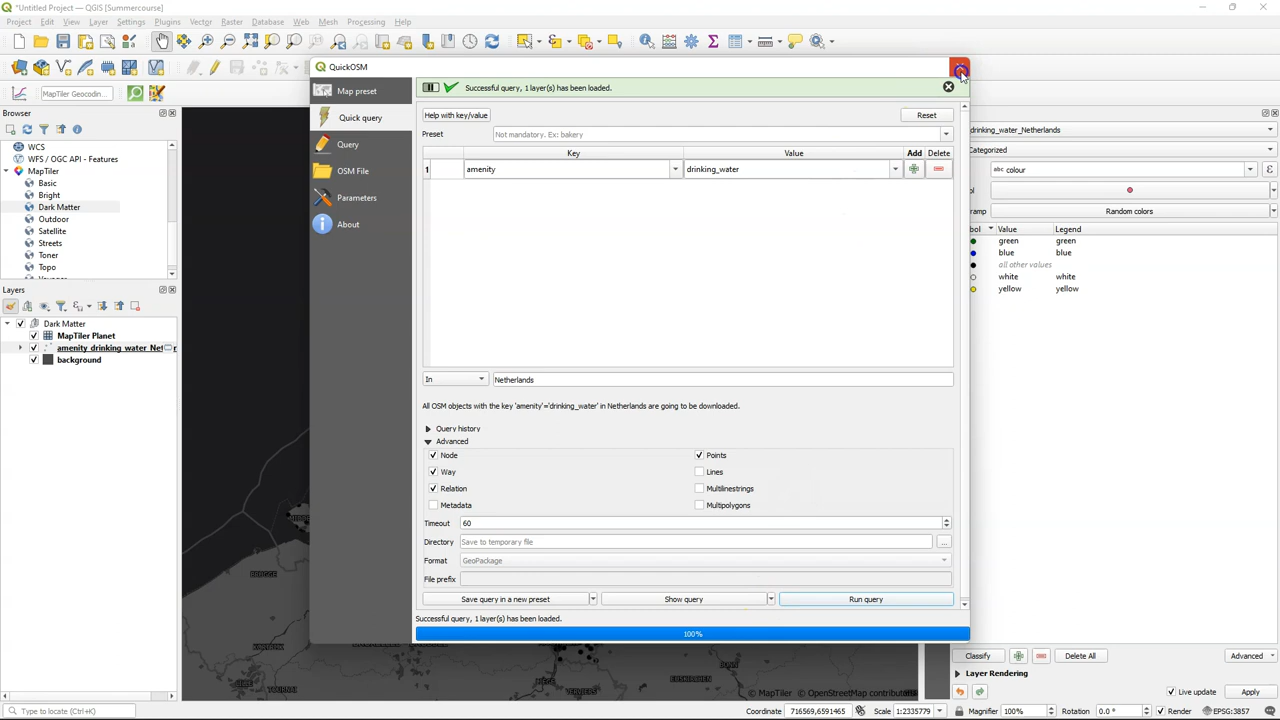 *Untitled Project — QGIS [Summercourse]
Project Edit View Layer Settings Plugins Vector Raster Database Web Mesh Processing Help
MapTiler Geocodin...
Browser
WCS
WFS / OGC API - Features
MapTiler
Basic
Bright
Dark Matter
Outdoor
Satellite
Streets
Toner
Topo
Layers
Dark Matter
MapTiler Planet
amenity_drinking_water_Net
background
QuickOSM
Map preset
Quick query
Query
OSM File
Parameters
About
Successful query, 1 layer(s) has been loaded.
Help with key/value
Reset
Preset
Not mandatory. Ex: bakery
Key Value Add Delete
1 amenity drinking_water
In Netherlands
All OSM objects with the key 'amenity'='drinking_water' in Netherlands are going to be downloaded.
Query history
Advanced
Node Points
Way Lines
Relation Multilinestrings
Metadata Multipolygons
Timeout 60
Directory Save to temporary file ...
Format GeoPackage
File prefix
Save query in a new preset Show query Run query
Successful query, 1 layer(s) has been loaded.
100%
drinking_water_Netherlands
Categorized
abc colour
Random colors
bol Value Legend
green green
blue blue
all other values
white white
yellow yellow
Classify Delete All Advanced
Layer Rendering
Live update Apply
© MapTiler © OpenStreetMap contributors
Type to locate (Ctrl+K)
Coordinate 716569,6591465 Scale 1:2335779 Magnifier 100% Rotation 0.0 ° Render EPSG:3857